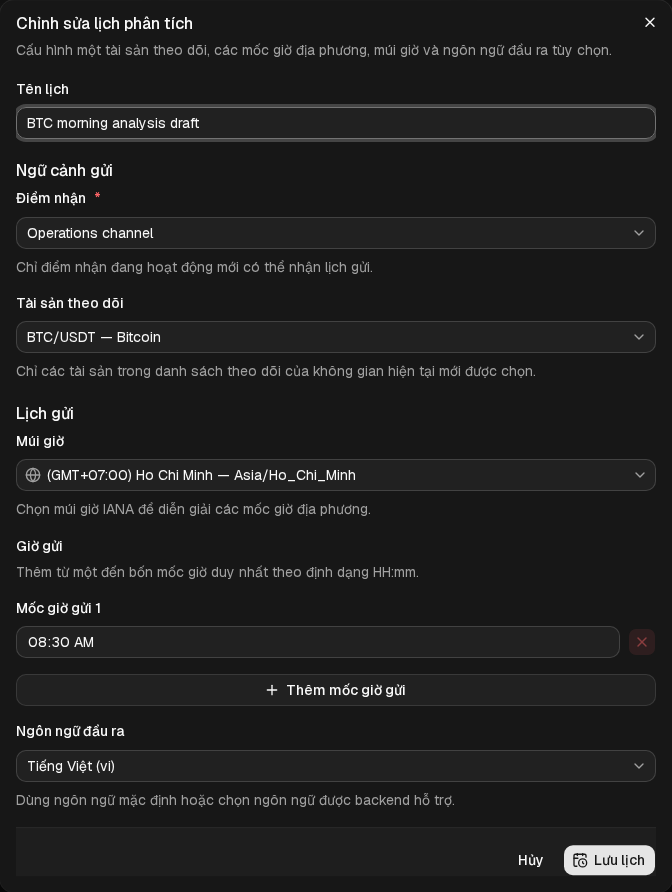 Chỉnh sửa lịch phân tích
Cấu hình một tài sản theo dõi, các mốc giờ địa phương, múi giờ và ngôn ngữ đầu ra tùy chọn.
Tên lịch
BTC morning analysis draft
Ngữ cảnh gửi
Điểm nhận *
Operations channel
Chỉ điểm nhận đang hoạt động mới có thể nhận lịch gửi.
Tài sản theo dõi
BTC/USDT — Bitcoin
Chỉ các tài sản trong danh sách theo dõi của không gian hiện tại mới được chọn.
Lịch gửi
Múi giờ
(GMT+07:00) Ho Chi Minh — Asia/Ho_Chi_Minh
Chọn múi giờ IANA để diễn giải các mốc giờ địa phương.
Giờ gửi
Thêm từ một đến bốn mốc giờ duy nhất theo định dạng HH:mm.
Mốc giờ gửi 1
08:30 AM
Thêm mốc giờ gửi
Ngôn ngữ đầu ra
Tiếng Việt (vi)
Dùng ngôn ngữ mặc định hoặc chọn ngôn ngữ được backend hỗ trợ.
Hủy Lưu lịch